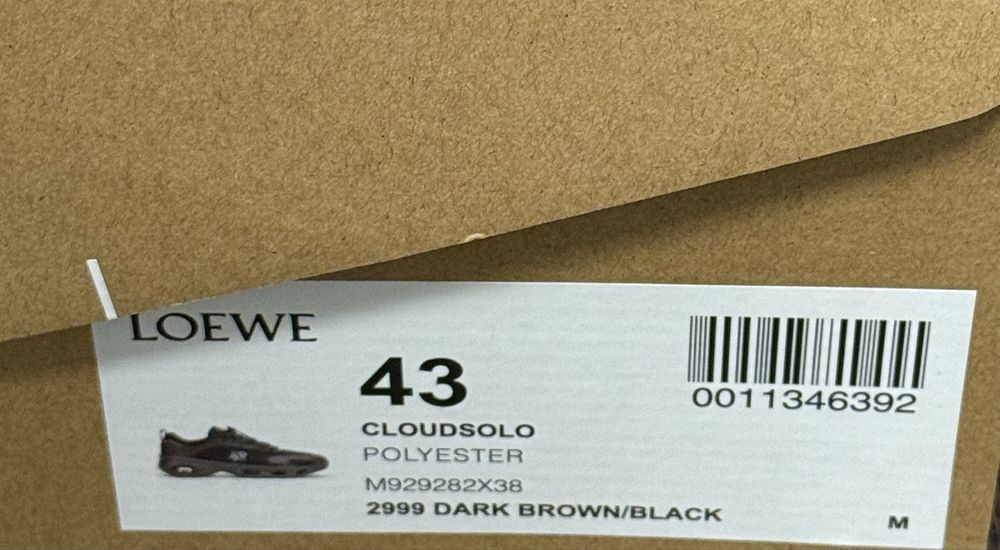 LOEWE
43
0011346392
CLOUDSOLO
POLYESTER
M929282X38
2999 DARK BROWN/BLACK
M